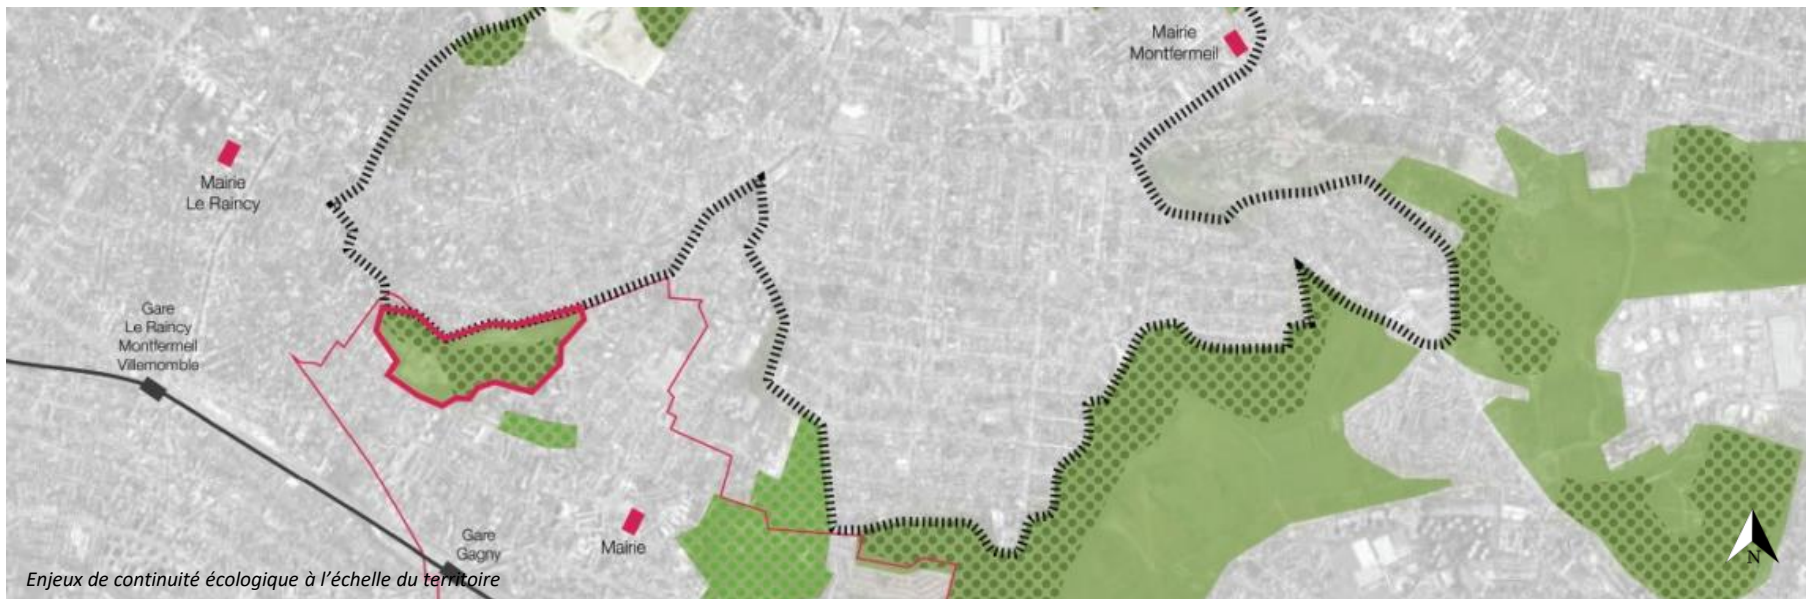 Mairie
Montfermeil
Mairie
Le Raincy
Gare
Le Raincy
Montfermeil
Villemomble
Gare
Gagny
Mairie
N
Enjeux de continuité écologique à l'échelle du territoire